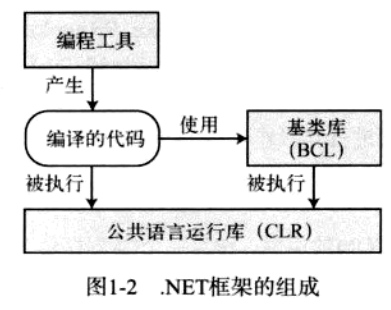 编程工具
产生
编译的代码
使用
基类库
(BCL)
被执行
被执行
公共语言运行库（CLR）
图1-2 .NET框架的组成